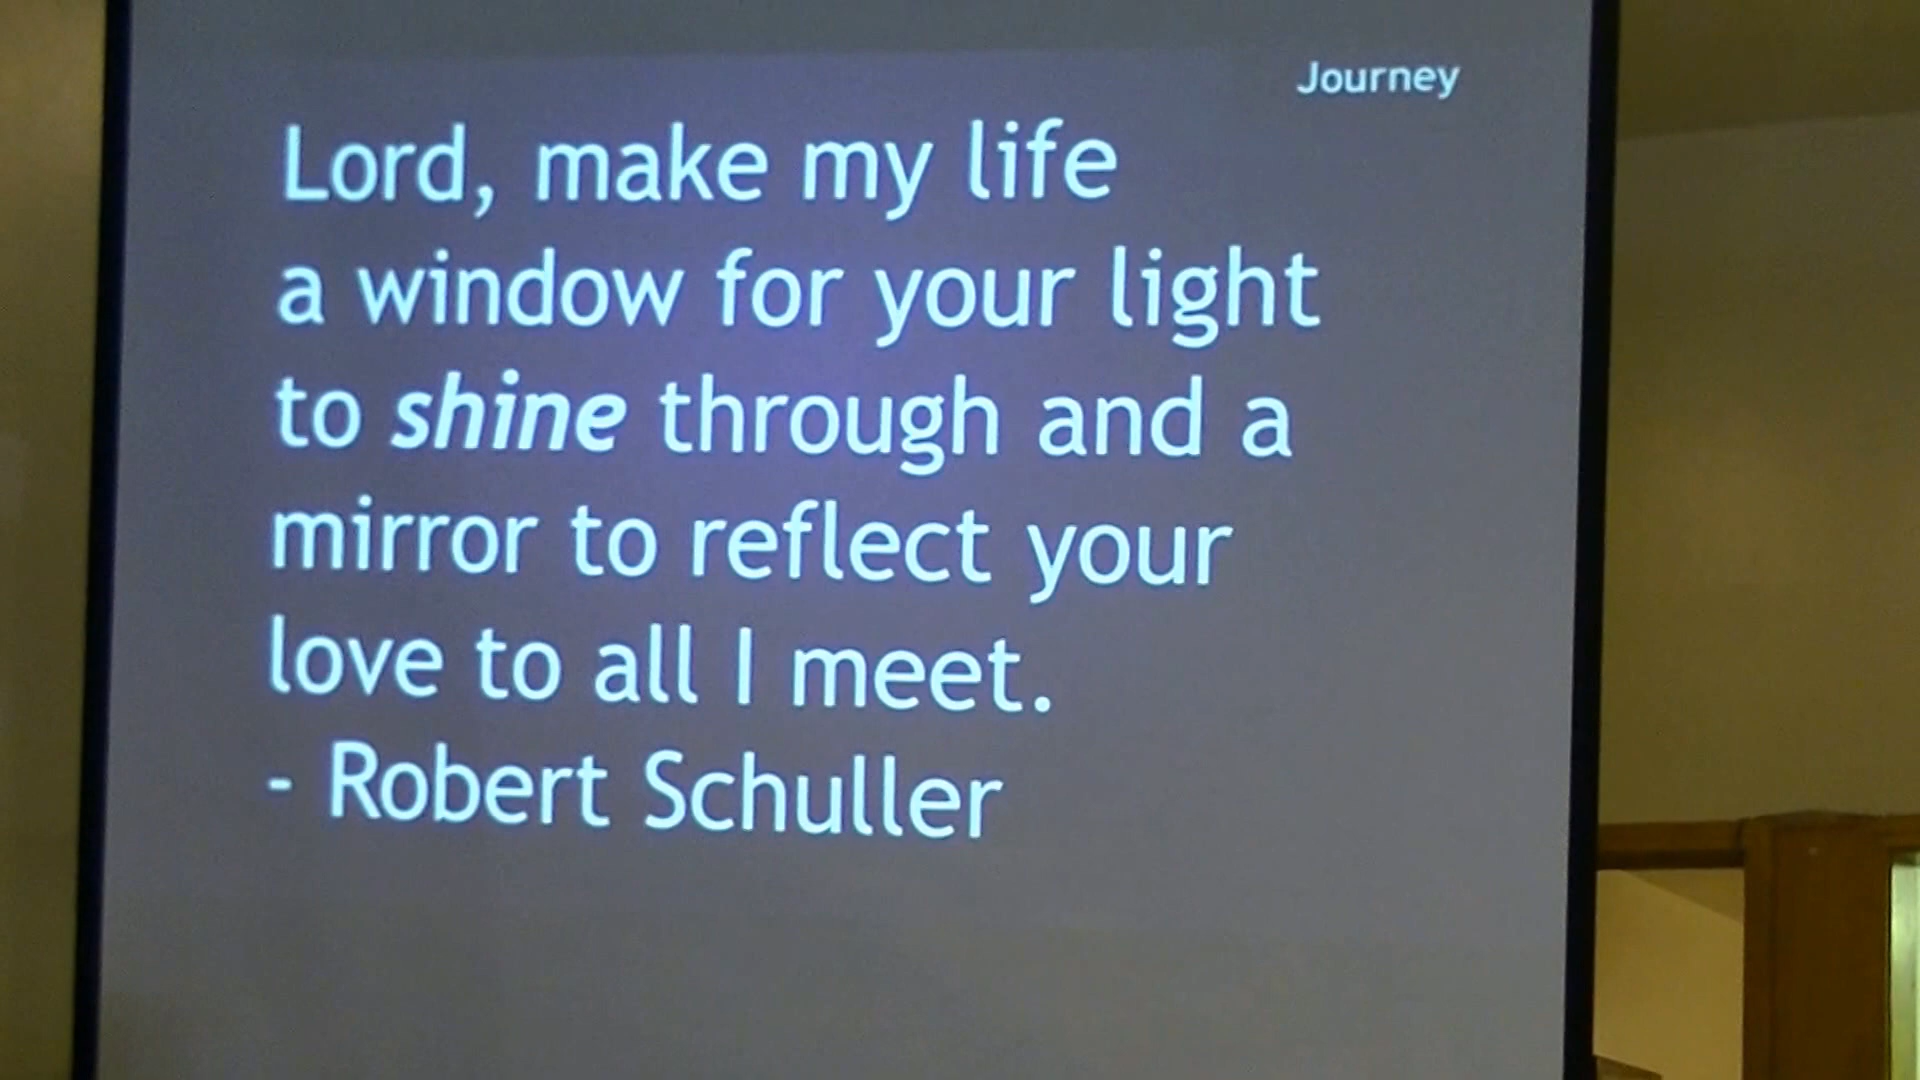 Journey
Lord, make my life
a window for your light
to shine through and a
mirror to reflect your
love to all I meet.
- Robert Schuller